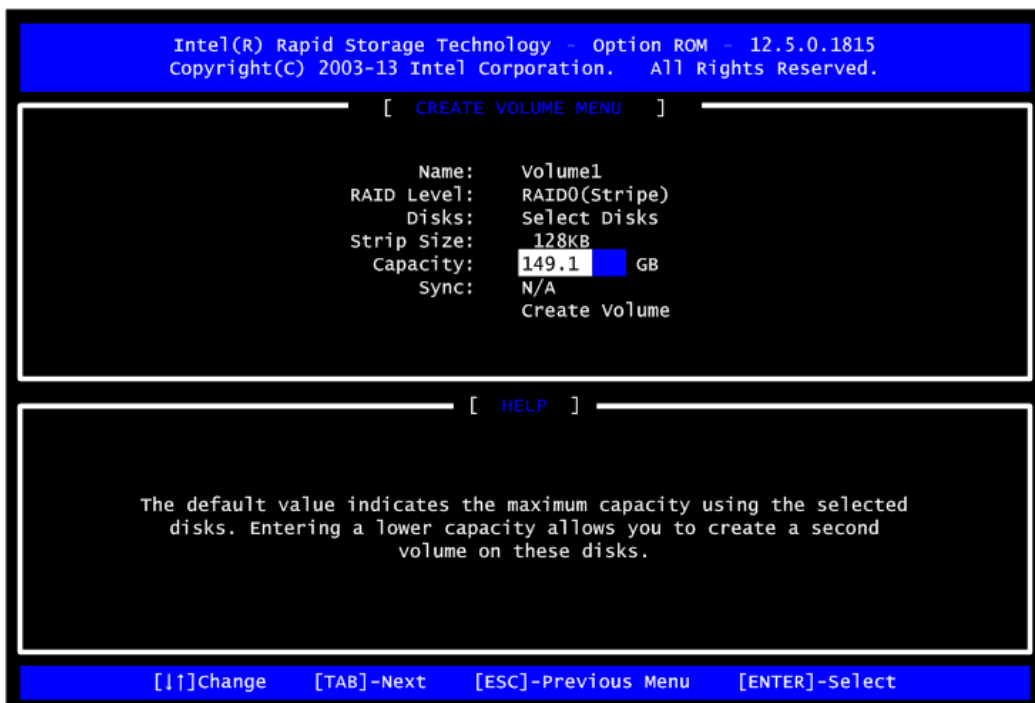 Intel(R) Rapid Storage Technology - Option ROM - 12.5.0.1815
Copyright(C) 2003-13 Intel Corporation. All Rights Reserved.
[ CREATE VOLUME MENU ]
Name: Volume1
RAID Level: RAID0(Stripe)
Disks: Select Disks
Strip Size: 128KB
Capacity: 149.1 GB
Sync: N/A
Create Volume
[ HELP ]
The default value indicates the maximum capacity using the selected
disks. Entering a lower capacity allows you to create a second
volume on these disks.
[↓↑]Change [TAB]-Next [ESC]-Previous Menu [ENTER]-Select